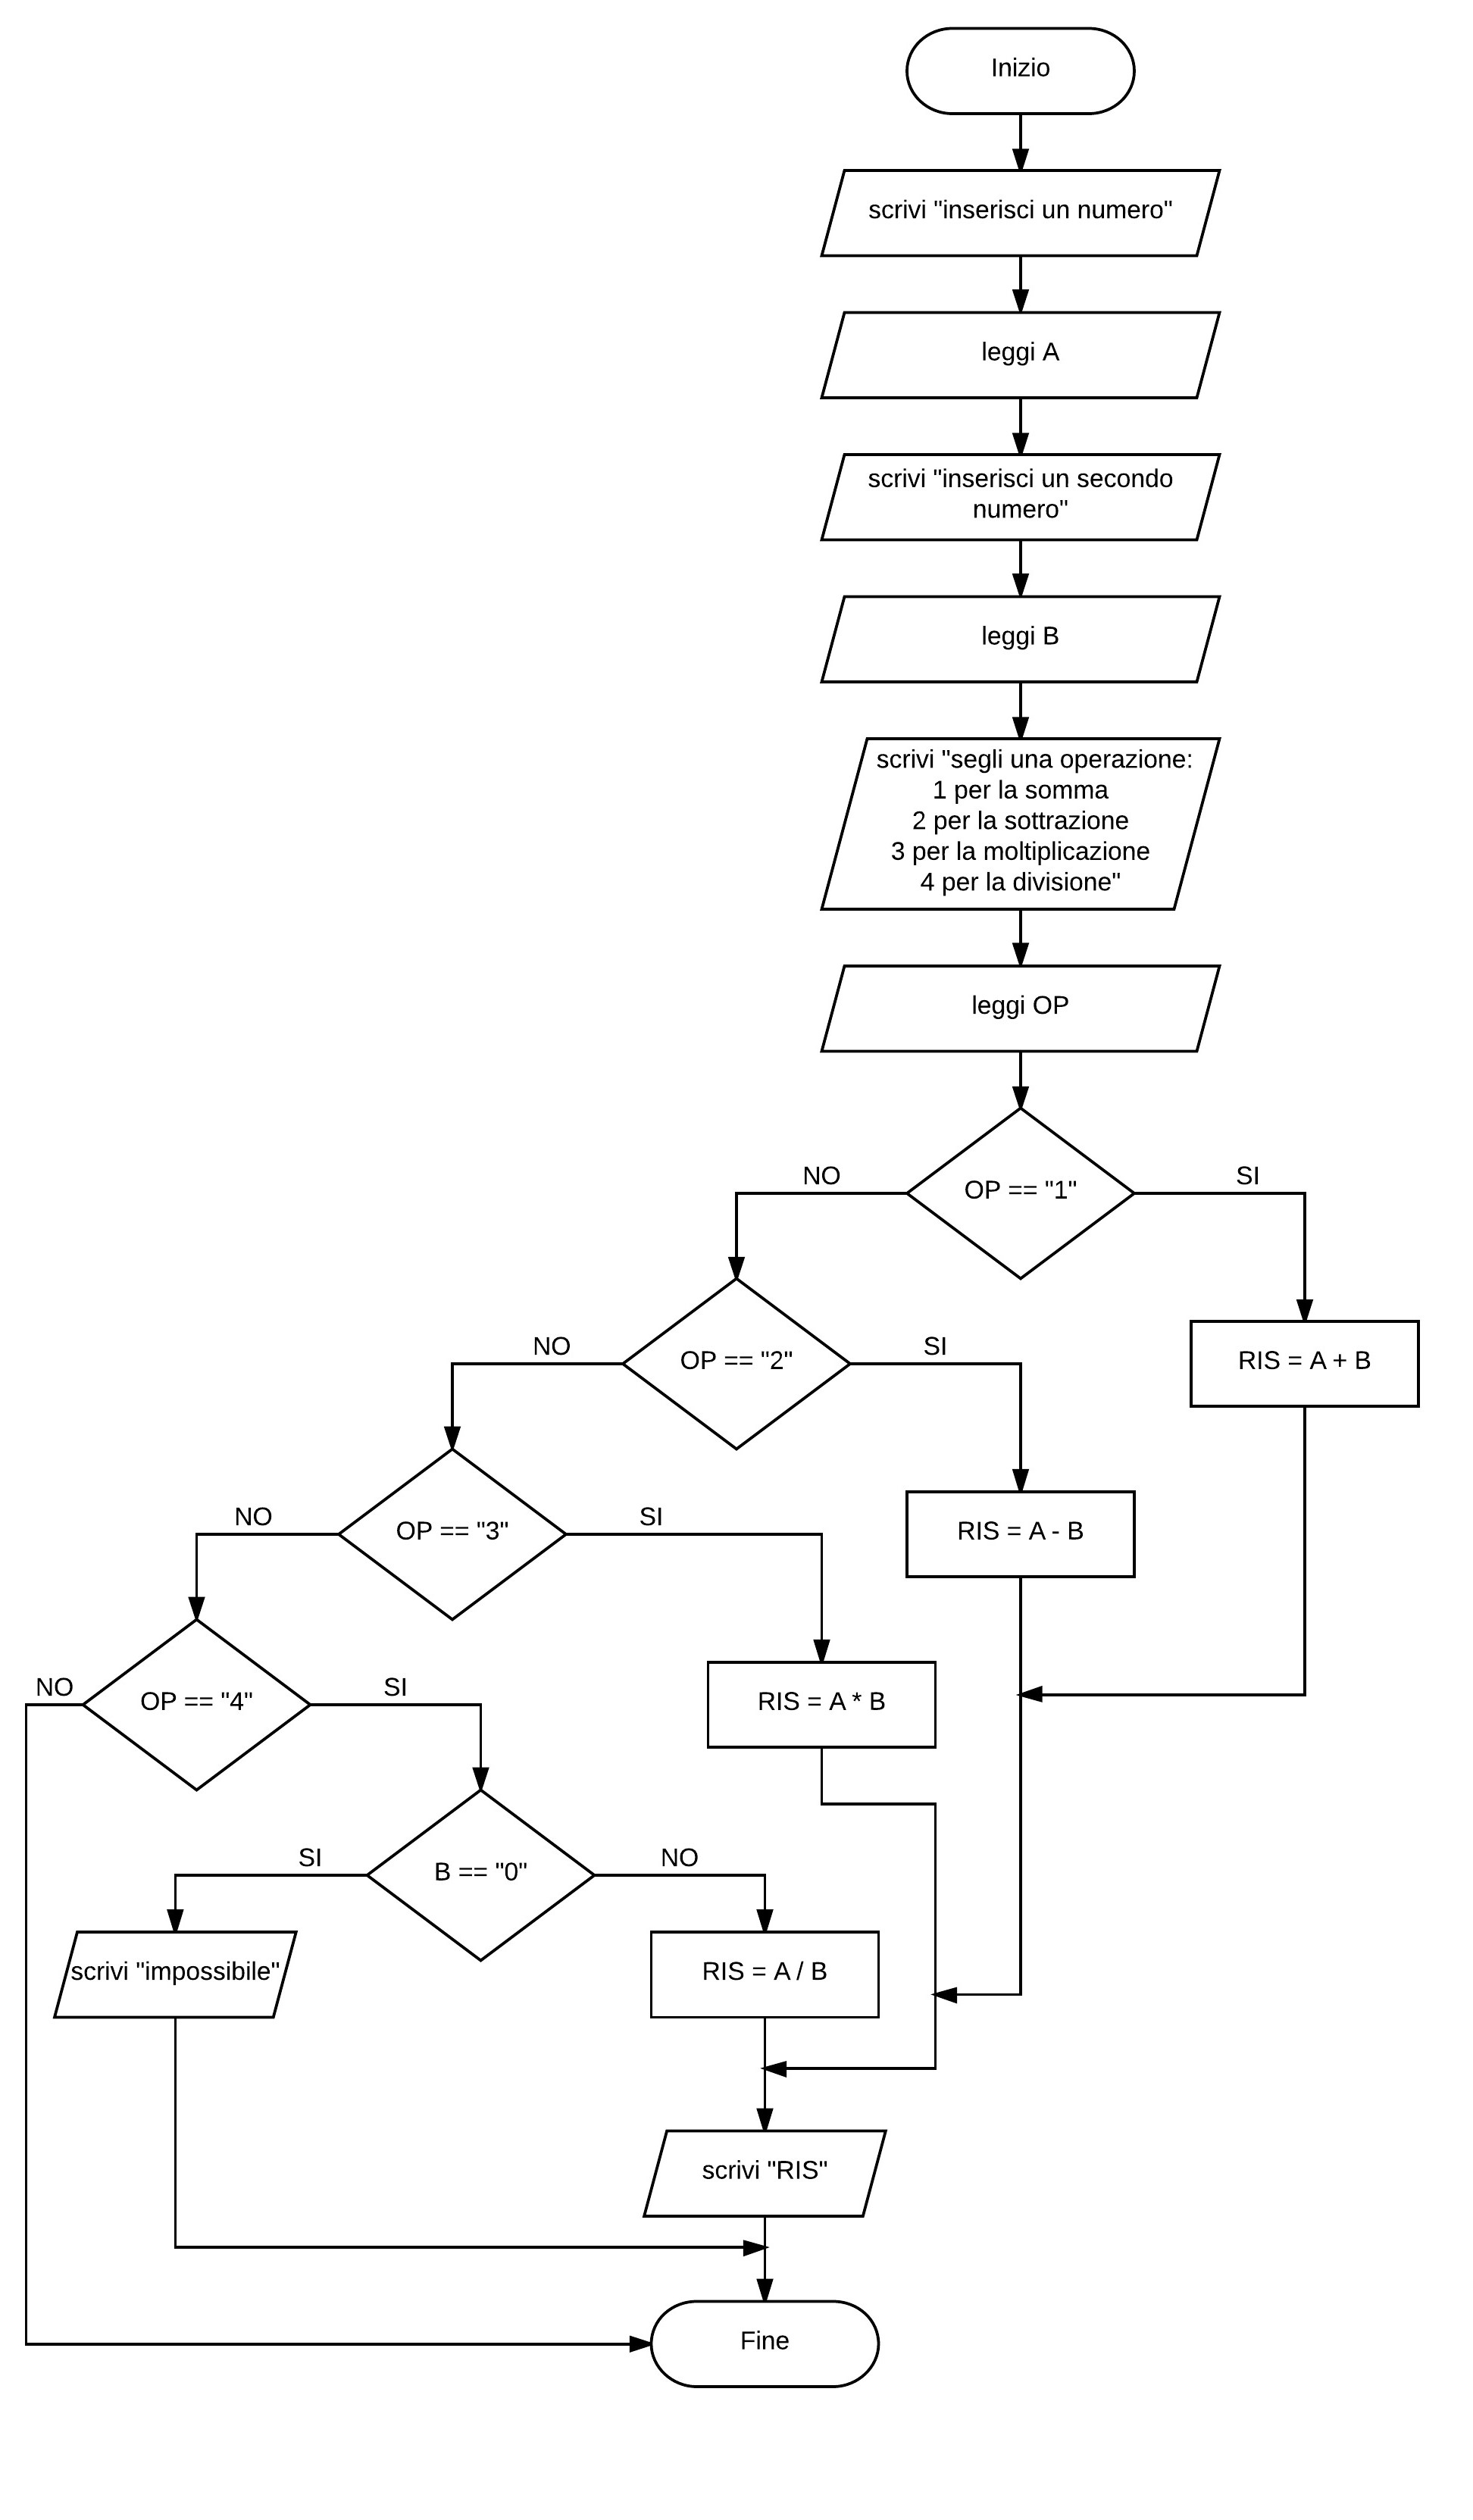 Inizio
scrivi "inserisci un numero"
leggi A
scrivi "inserisci un secondo
numero"
leggi B
scrivi "segli una operazione:
1 per la somma
2 per la sottrazione
3 per la moltiplicazione
4 per la divisione"
leggi OP
NO
OP == "1"
SI
NO
OP == "2"
SI
RIS = A + B
NO
OP == "3"
SI
RIS = A - B
NO
OP == "4"
SI
RIS = A * B
SI
B == "0"
NO
scrivi "impossibile"
RIS = A / B
scrivi "RIS"
Fine